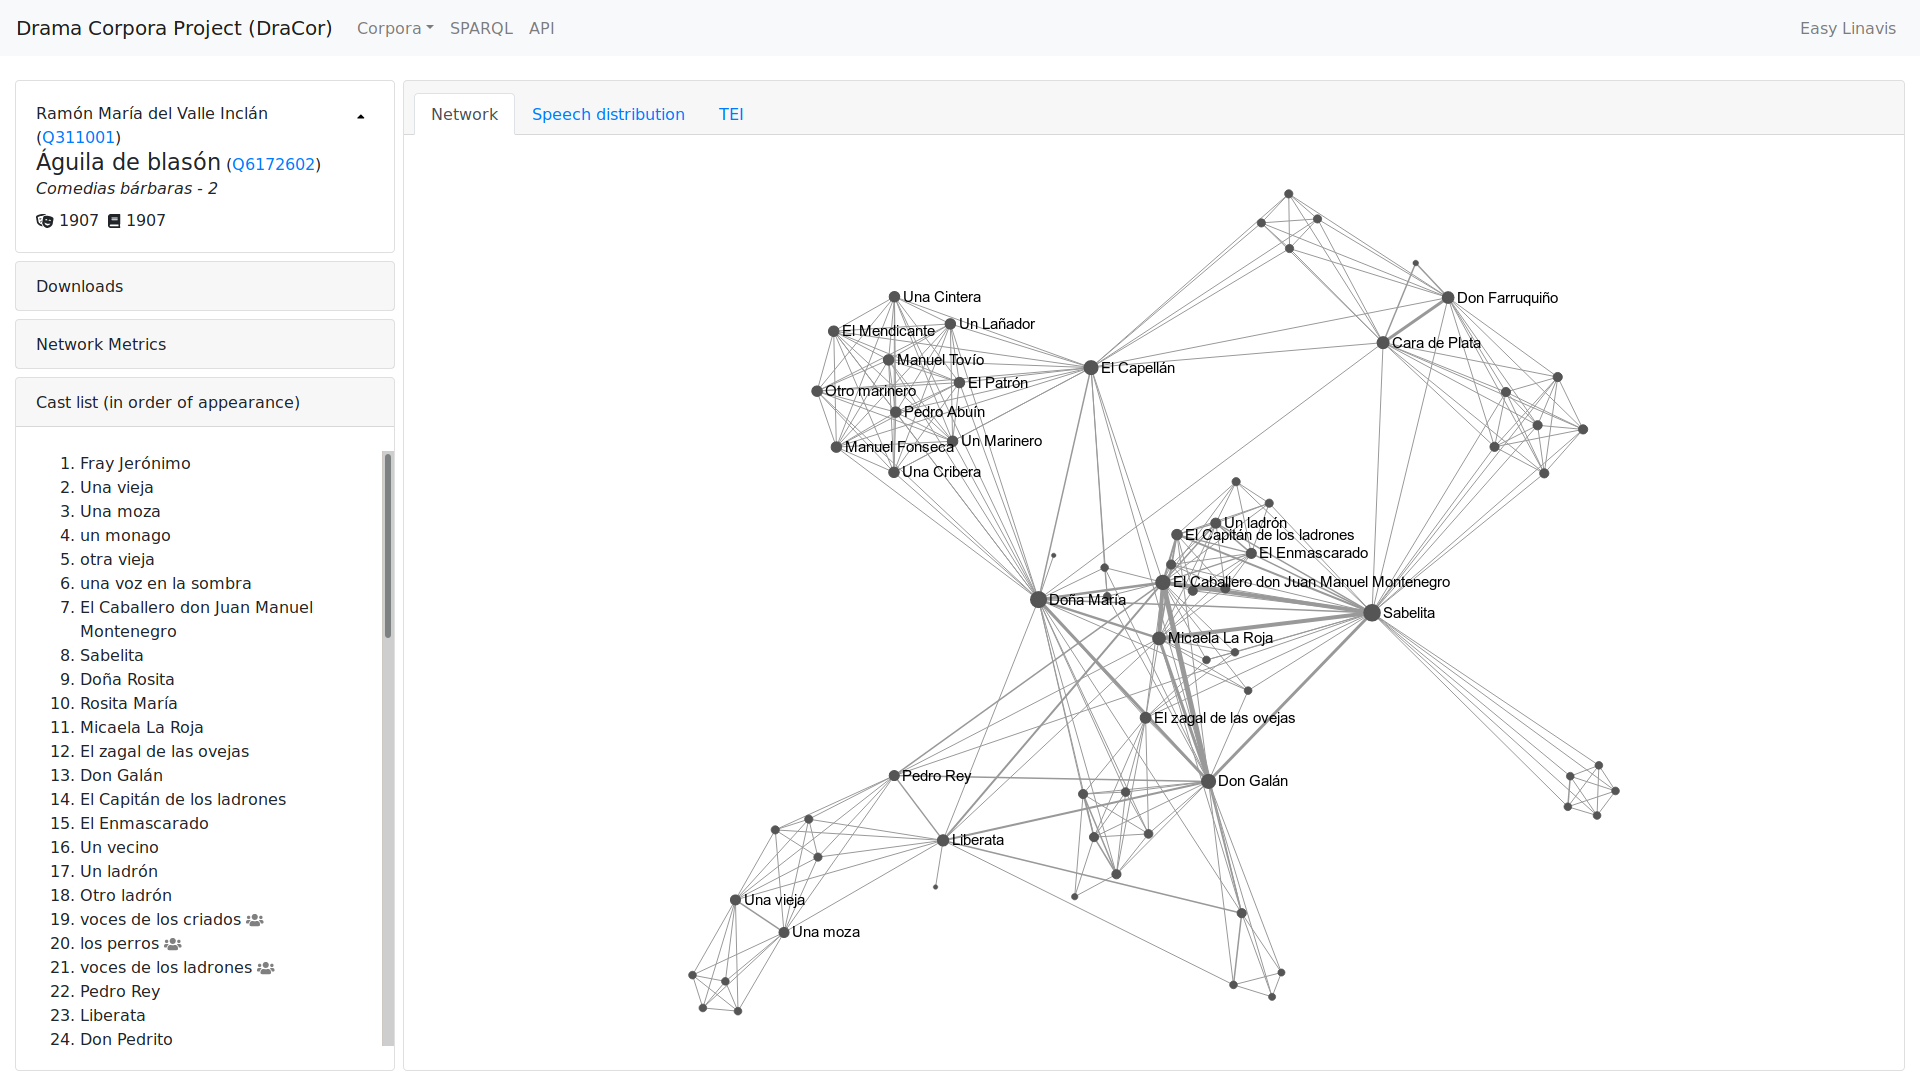 Drama Corpora Project (DraCor) Corpora SPARQL API Easy Linavis
Ramón María del Valle Inclán
(Q311001)
Águila de blasón (Q6172602)
Comedias bárbaras - 2
1907 1907
Downloads
Network Metrics
Cast list (in order of appearance)
1. Fray Jerónimo
2. Una vieja
3. Una moza
4. un monago
5. otra vieja
6. una voz en la sombra
7. El Caballero don Juan Manuel
Montenegro
8. Sabelita
9. Doña Rosita
10. Rosita María
11. Micaela La Roja
12. El zagal de las ovejas
13. Don Galán
14. El Capitán de los ladrones
15. El Enmascarado
16. Un vecino
17. Un ladrón
18. Otro ladrón
19. voces de los criados
20. los perros
21. voces de los ladrones
22. Pedro Rey
23. Liberata
24. Don Pedrito
Network Speech distribution TEI
Una Cintera
Don Farruquiño
Un Lañador
El Mendicante
Cara de Plata
Manuel Tovío
El Capellán
El Patrón
Otro marinero
Pedro Abuín
Un Marinero
Manuel Fonseca
Una Cribera
Un ladrón
El Capitán de los ladrones
El Enmascarado
El Caballero don Juan Manuel Montenegro
Doña María
Sabelita
Micaela La Roja
El zagal de las ovejas
Pedro Rey
Don Galán
Liberata
Una vieja
Una moza